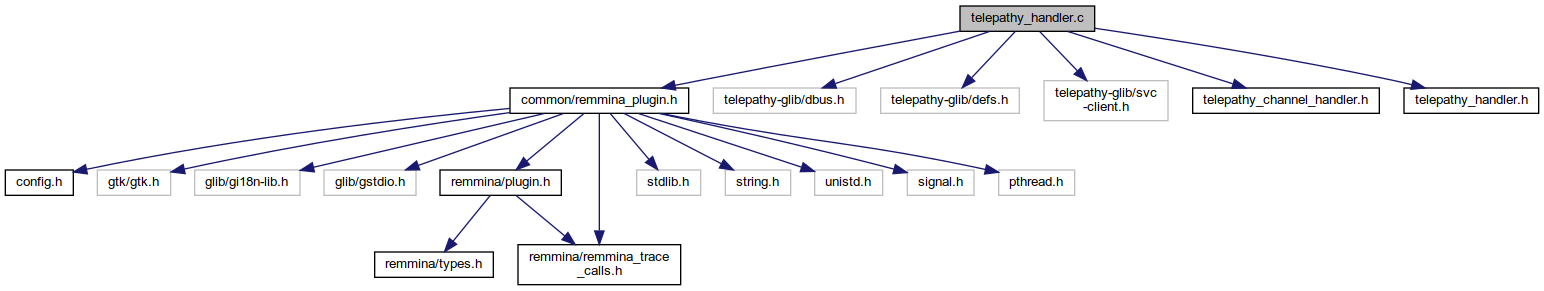 telepathy_handler.c
common/remmina_plugin.h
telepathy-glib/dbus.h
telepathy-glib/defs.h
telepathy-glib/svc
-client.h
telepathy_channel_handler.h
telepathy_handler.h
config.h
gtk/gtk.h
glib/gi18n-lib.h
glib/gstdio.h
remmina/plugin.h
stdlib.h
string.h
unistd.h
signal.h
pthread.h
remmina/types.h
remmina/remmina_trace
_calls.h